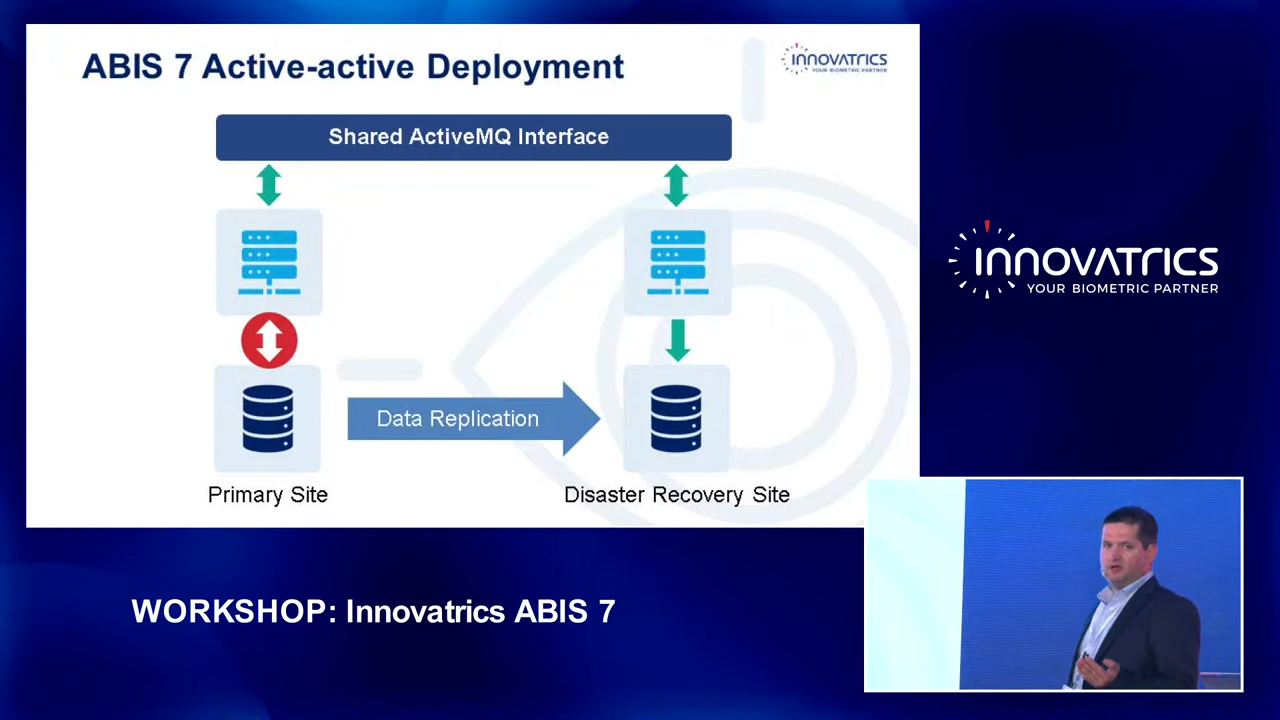 ABIS 7 Active-active Deployment
INNOVATRICS
YOUR BIOMETRIC PARTNER
Shared ActiveMQ Interface
Data Replication
Primary Site
Disaster Recovery Site
INNOVATRICS
YOUR BIOMETRIC PARTNER
WORKSHOP: Innovatrics ABIS 7